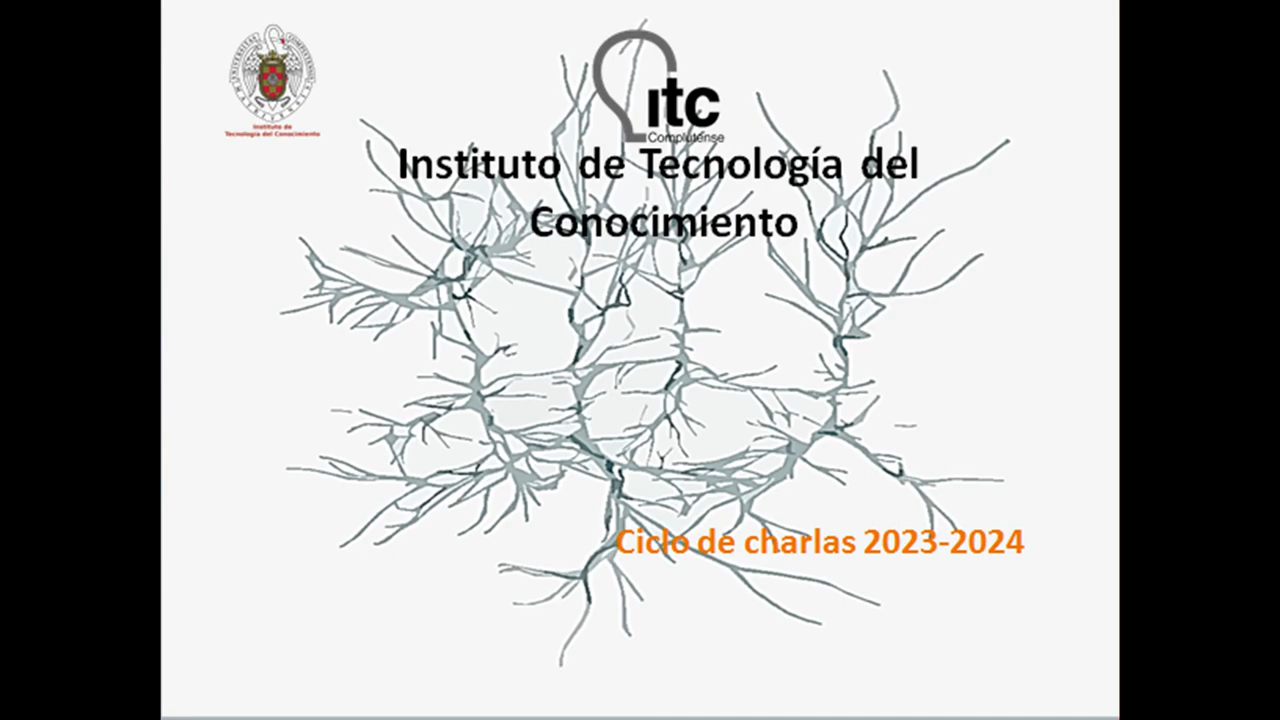 Instituto de
Tecnología del Conocimiento
itc
Complutense
Instituto de Tecnología del
Conocimiento
Ciclo de charlas 2023-2024